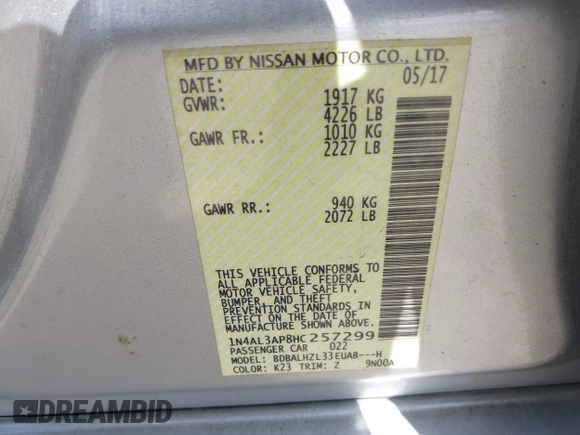 MFD BY NISSAN MOTOR CO., LTD.
DATE: 05/17
GVWR: 1917 KG
4226 LB
GAWR FR.: 1010 KG
2227 LB
GAWR RR.: 940 KG
2072 LB
THIS VEHICLE CONFORMS TO
ALL APPLICABLE FEDERAL
MOTOR VEHICLE SAFETY,
BUMPER, AND THEFT
PREVENTION STANDARDS IN
EFFECT ON THE DATE OF
MANUFACTURE SHOWN ABOVE.
1N4AL3AP8HC257299
PASSENGER CAR 022
MODEL: BDBALHZL33EUAB---H
COLOR: K23 TRIM: Z 9N00A
DREAMBID